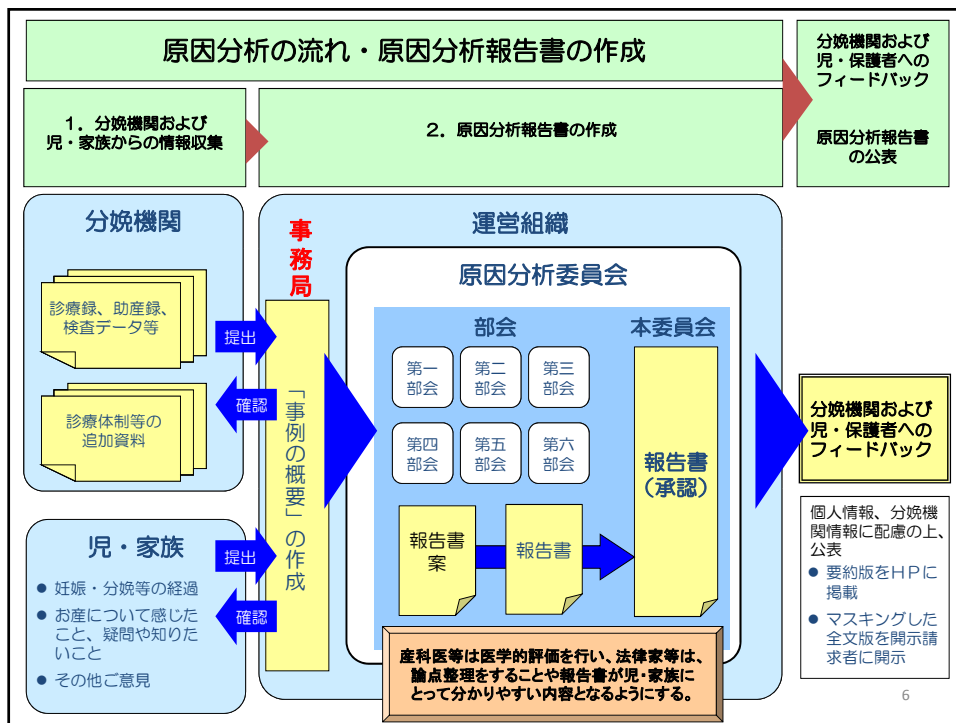 原因分析の流れ・原因分析報告書の作成
分娩機関および
児・保護者への
フィードバック
原因分析報告書
の公表
１．分娩機関および
児・家族からの情報収集
２．原因分析報告書の作成
分娩機関
診療録、助産録、
検査データ等
提出
診療体制等の
追加資料
確認
児・家族
● 妊娠・分娩等の経過
● お産について感じた
こと、疑問や知りた
いこと
● その他ご意見
提出
確認
事務局
「事例の概要」の作成
運営組織
原因分析委員会
部会
第一
部会
第二
部会
第三
部会
第四
部会
第五
部会
第六
部会
報告書
案
報告書
本委員会
報告書
（承認）
産科医等は医学的評価を行い、法律家等は、
論点整理をすることや報告書が児・家族に
とって分かりやすい内容となるようにする。
分娩機関および
児・保護者への
フィードバック
個人情報、分娩機
関情報に配慮の上、
公表
● 要約版をＨＰに
掲載
● マスキングした
全文版を開示請
求者に開示
6